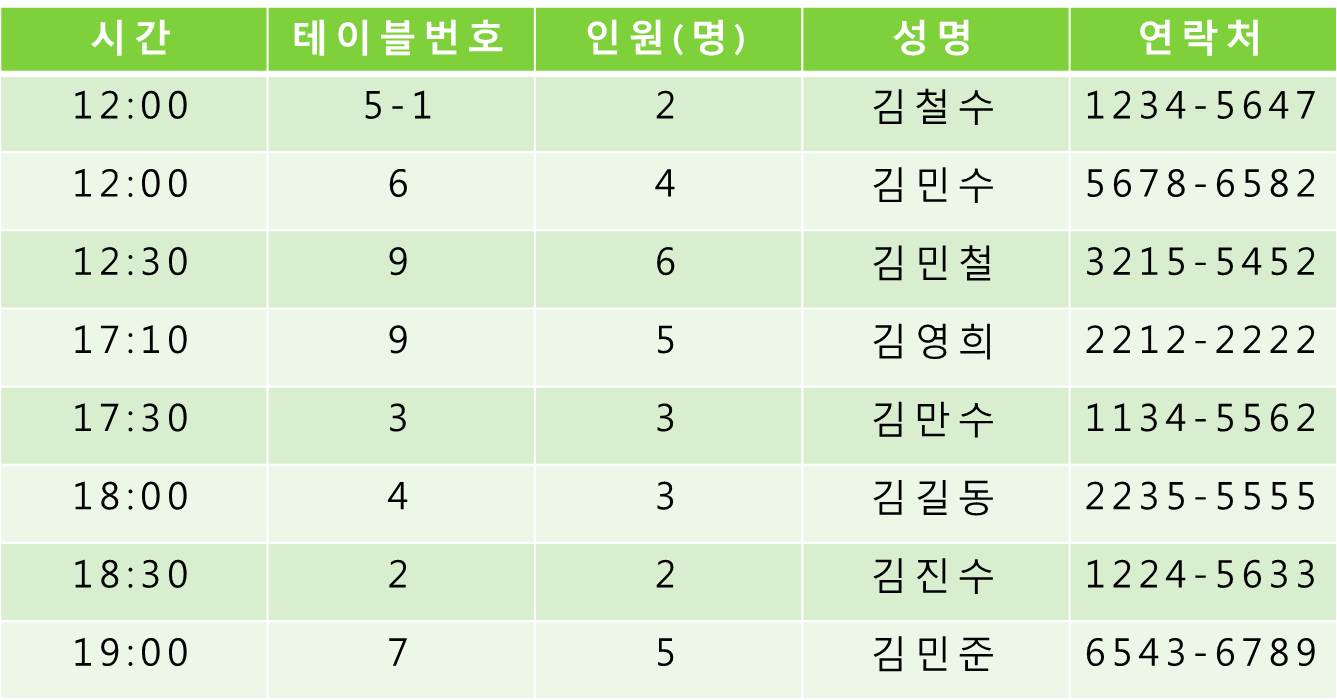 시간 테이블번호 인원(명) 성명 연락처
12:00 5-1 2 김철수 1234-5647
12:00 6 4 김민수 5678-6582
12:30 9 6 김민철 3215-5452
17:10 9 5 김영희 2212-2222
17:30 3 3 김만수 1134-5562
18:00 4 3 김길동 2235-5555
18:30 2 2 김진수 1224-5633
19:00 7 5 김민준 6543-6789